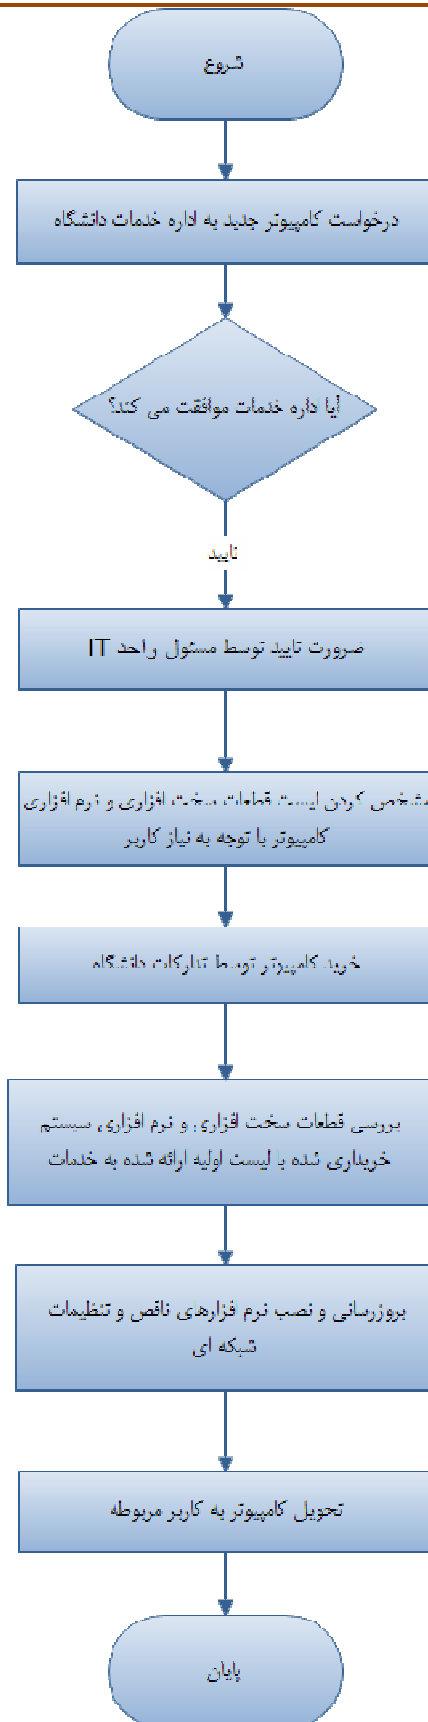 شروع
درخواست کامپیوتر جدید به اداره خدمات دانشگاه
آیا داره خدمات موافقت می کند؟
تایید
ضرورت تایید توسط مسئول واحد IT
مشخص کردن لیست قطعات سخت افزاری و نرم افزاری
کامپیوتر با توجه به نیاز کاربر
خرید کامپیوتر توسط تدارکات دانشگاه
بررسی قطعات سخت افزاری و نرم افزاری سیستم
خریداری شده با لیست اولیه ارائه شده به خدمات
بروزرسانی و نصب نرم فزارهای ناقص و تنظیمات
شبکه ای
تحویل کامپیوتر به کاربر مربوطه
پایان